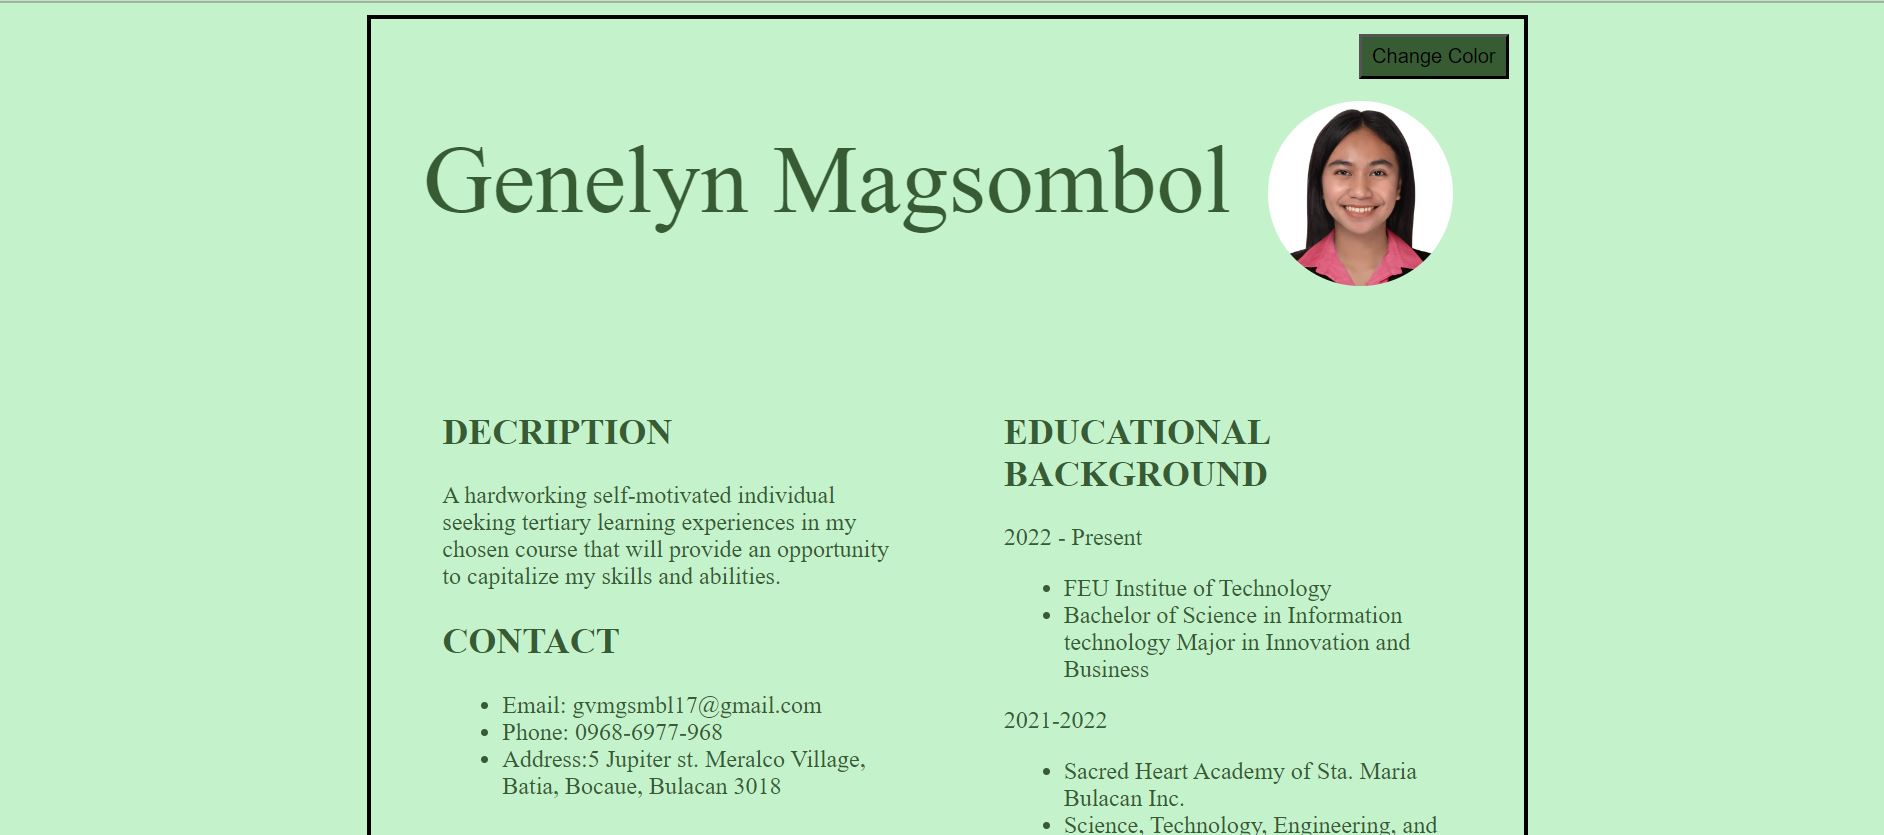 Change Color
Genelyn Magsombol
DECRIPTION
A hardworking self-motivated individual
seeking tertiary learning experiences in my
chosen course that will provide an opportunity
to capitalize my skills and abilities.
CONTACT
Email: gvmgsmbl17@gmail.com
Phone: 0968-6977-968
Address:5 Jupiter st. Meralco Village,
Batia, Bocaue, Bulacan 3018
EDUCATIONAL
BACKGROUND
2022 - Present
FEU Institue of Technology
Bachelor of Science in Information
technology Major in Innovation and
Business
2021-2022
Sacred Heart Academy of Sta. Maria
Bulacan Inc.
Science, Technology, Engineering, and